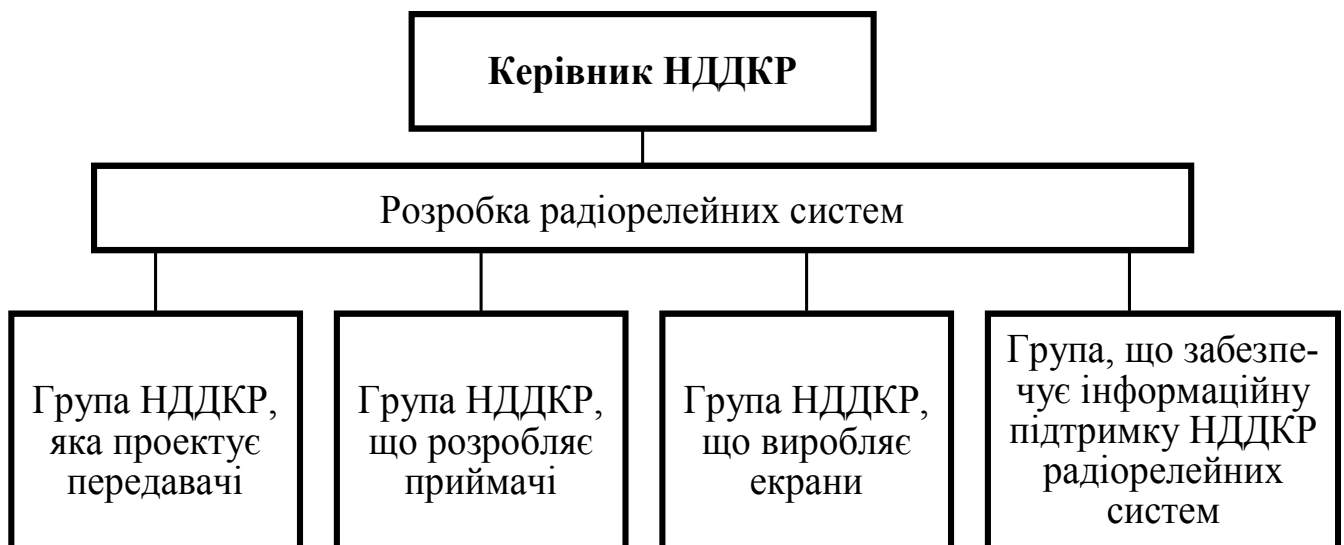 Керівник НДДКР
Розробка радіорелейних систем
Група НДДКР,
яка проектує
передавачі
Група НДДКР,
що розробляє
приймачі
Група НДДКР,
що виробляє
екрани
Група, що забезпе-
чує інформаційну
підтримку НДДКР
радіорелейних
систем